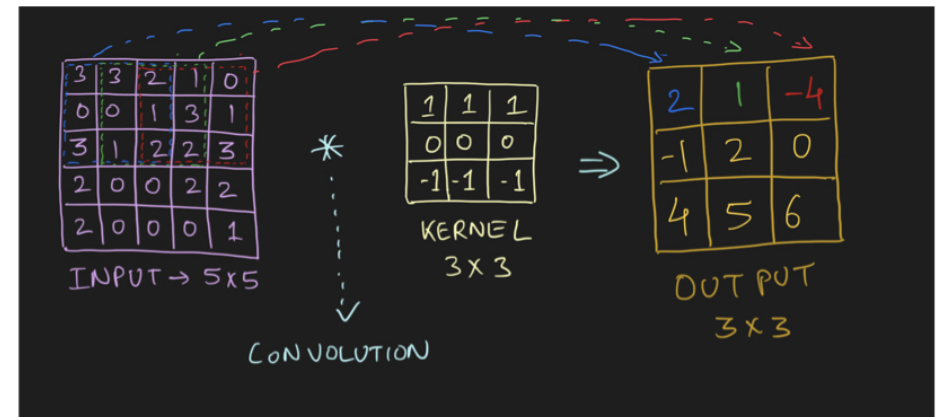 3 3 2 1 0
0 0 1 3 1
3 1 2 2 3
2 0 0 2 2
2 0 0 0 1
INPUT → 5x5
*
CONVOLUTION
1 1 1
0 0 0
-1 -1 -1
KERNEL
3 x 3
⇒
2 1 -4
-1 2 0
4 5 6
OUTPUT
3 x 3